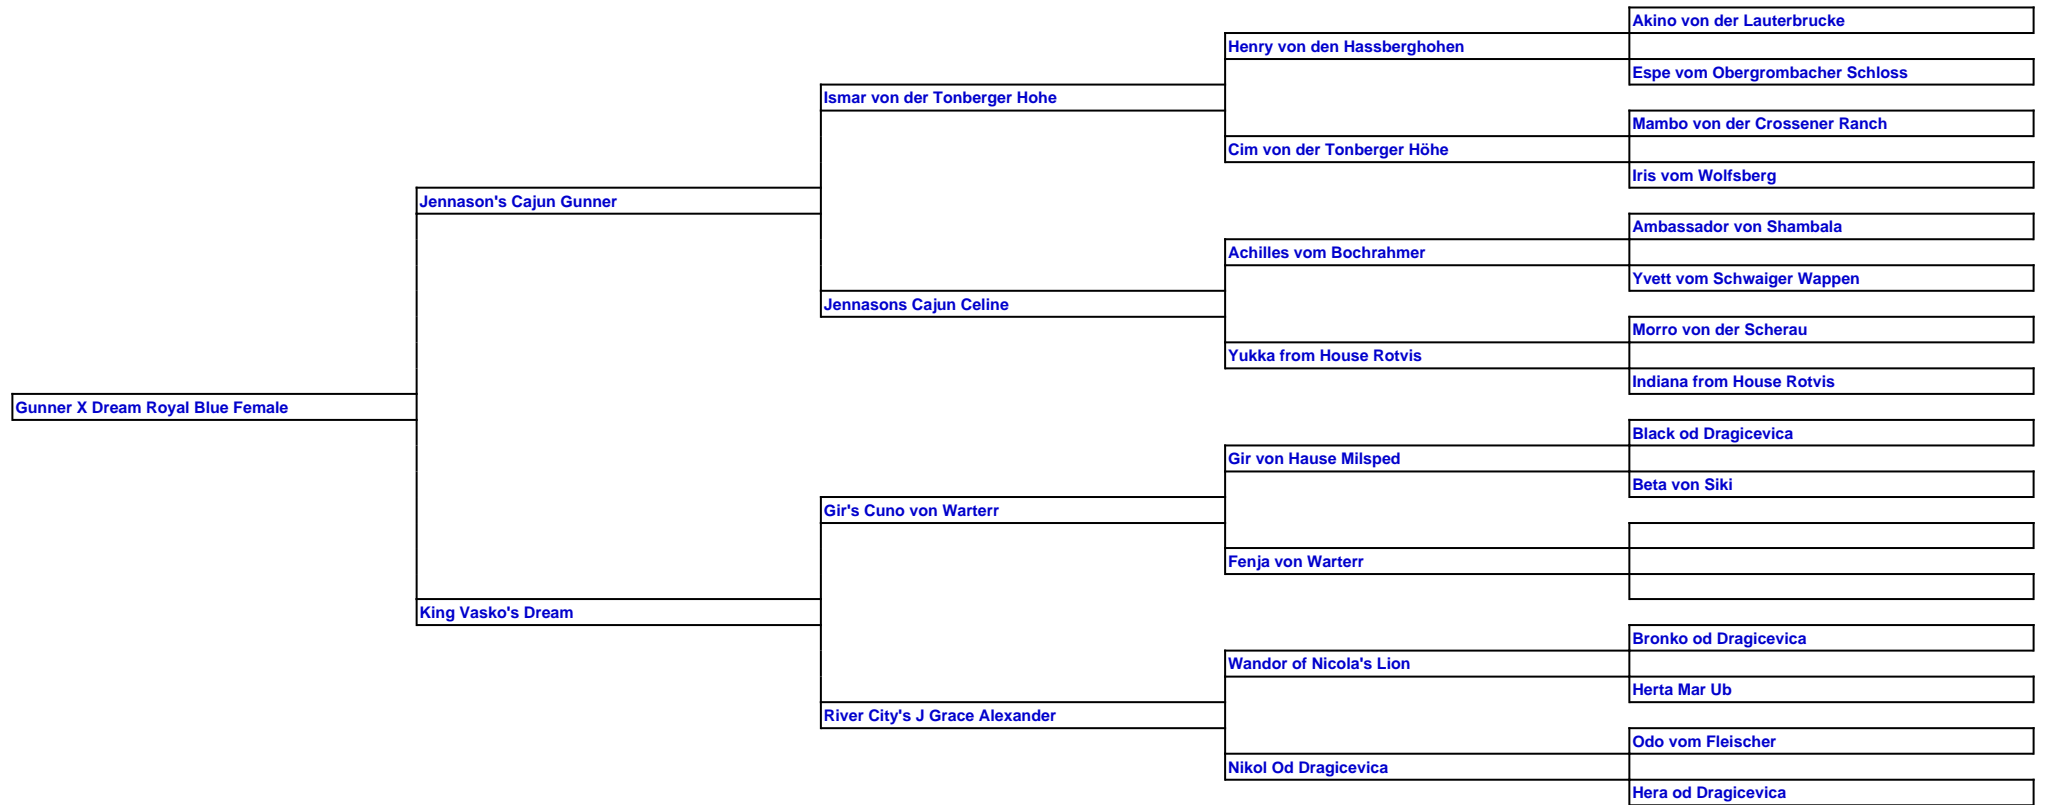 Akino von der Lauterbrucke
Henry von den Hassberghohen
Espe vom Obergrombacher Schloss
Ismar von der Tonberger Hohe
Mambo von der Crossener Ranch
Cim von der Tonberger Höhe
Iris vom Wolfsberg
Jennason's Cajun Gunner
Ambassador von Shambala
Achilles vom Bochrahmer
Yvett vom Schwaiger Wappen
Jennasons Cajun Celine
Morro von der Scherau
Yukka from House Rotvis
Indiana from House Rotvis
Gunner X Dream Royal Blue Female
Black od Dragicevica
Gir von Hause Milsped
Beta von Siki
Gir's Cuno von Warterr
Fenja von Warterr
King Vasko's Dream
Bronko od Dragicevica
Wandor of Nicola's Lion
Herta Mar Ub
River City's J Grace Alexander
Odo vom Fleischer
Nikol Od Dragicevica
Hera od Dragicevica